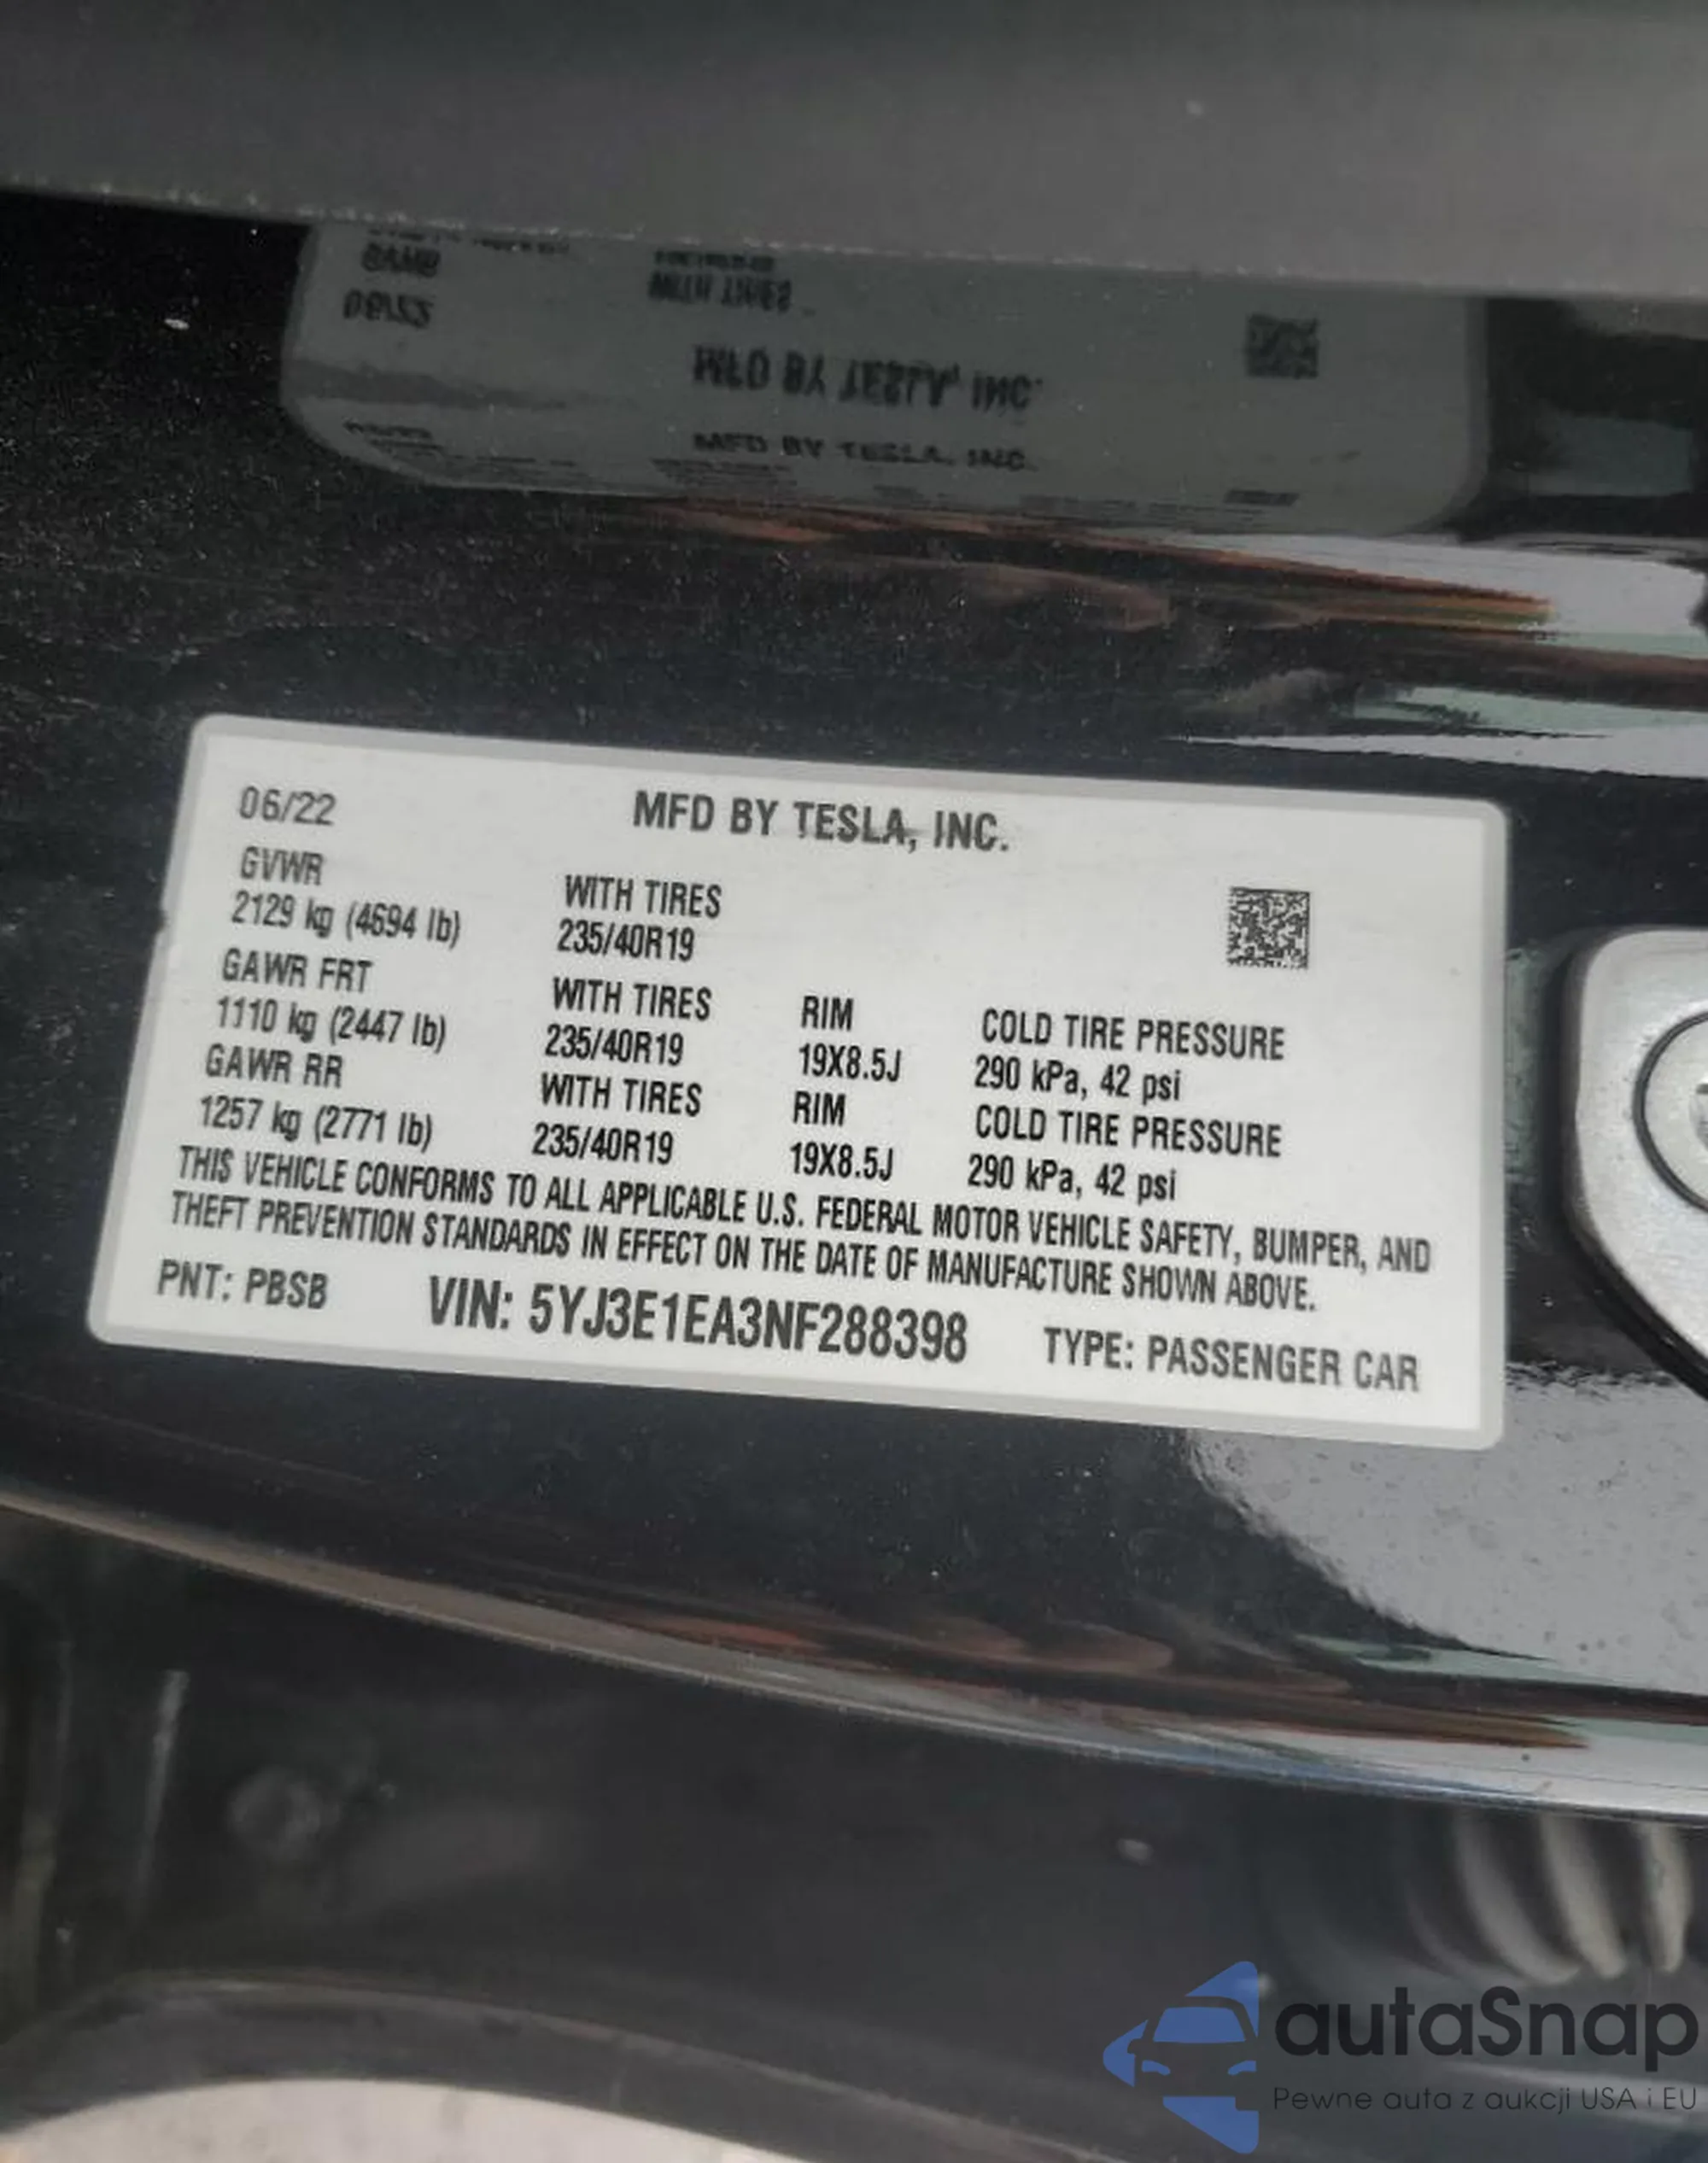 06/22 MFD BY TESLA, INC.
GVWR WITH TIRES
2129 kg (4694 lb) 235/40R19
GAWR FRT WITH TIRES RIM COLD TIRE PRESSURE
1110 kg (2447 lb) 235/40R19 19X8.5J 290 kPa, 42 psi
GAWR RR WITH TIRES RIM COLD TIRE PRESSURE
1257 kg (2771 lb) 235/40R19 19X8.5J 290 kPa, 42 psi
THIS VEHICLE CONFORMS TO ALL APPLICABLE U.S. FEDERAL MOTOR VEHICLE SAFETY, BUMPER, AND
THEFT PREVENTION STANDARDS IN EFFECT ON THE DATE OF MANUFACTURE SHOWN ABOVE.
PNT: PBSB VIN: 5YJ3E1EA3NF288398 TYPE: PASSENGER CAR
autaSnap
Pewne auta z aukcji USA i EU